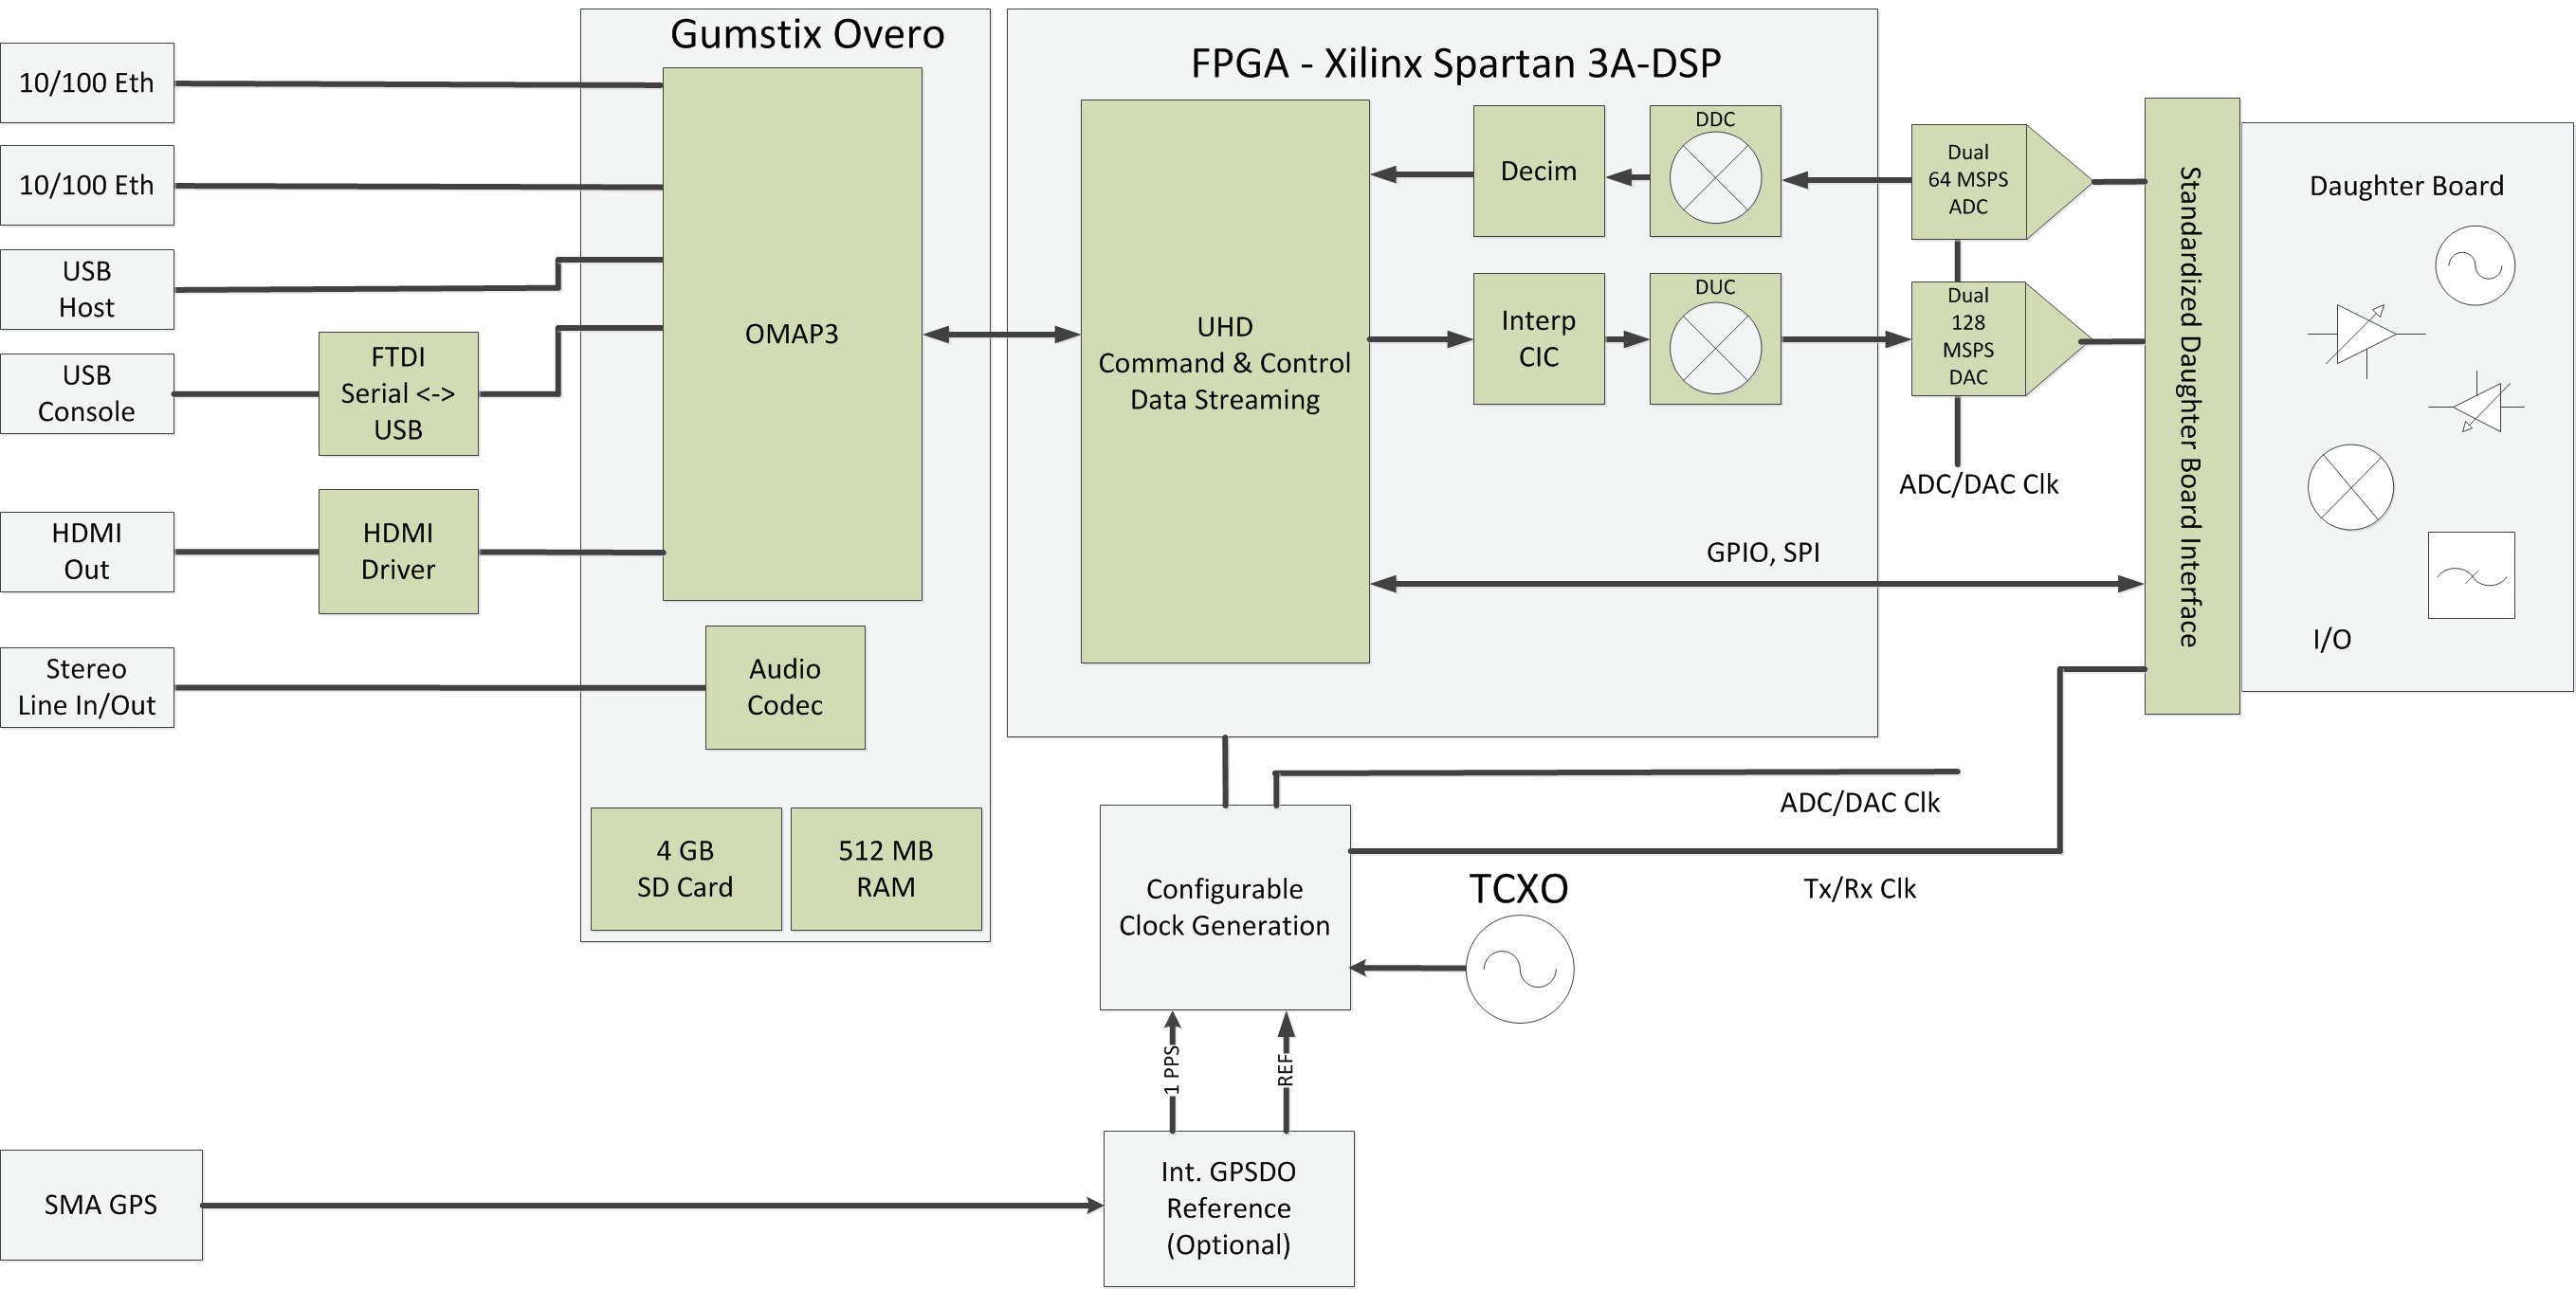 Gumstix Overo
10/100 Eth
10/100 Eth
USB
Host
USB
Console
FTDI
Serial <->
USB
HDMI
Out
HDMI
Driver
Stereo
Line In/Out
OMAP3
Audio
Codec
4 GB
SD Card
512 MB
RAM
FPGA - Xilinx Spartan 3A-DSP
UHD
Command & Control
Data Streaming
Decim
DDC
Interp
CIC
DUC
Dual
64 MSPS
ADC
Dual
128
MSPS
DAC
ADC/DAC Clk
GPIO, SPI
Standardized Daughter Board Interface
Daughter Board
I/O
ADC/DAC Clk
Tx/Rx Clk
Configurable
Clock Generation
TCXO
1 PPS
REF
SMA GPS
Int. GPSDO
Reference
(Optional)